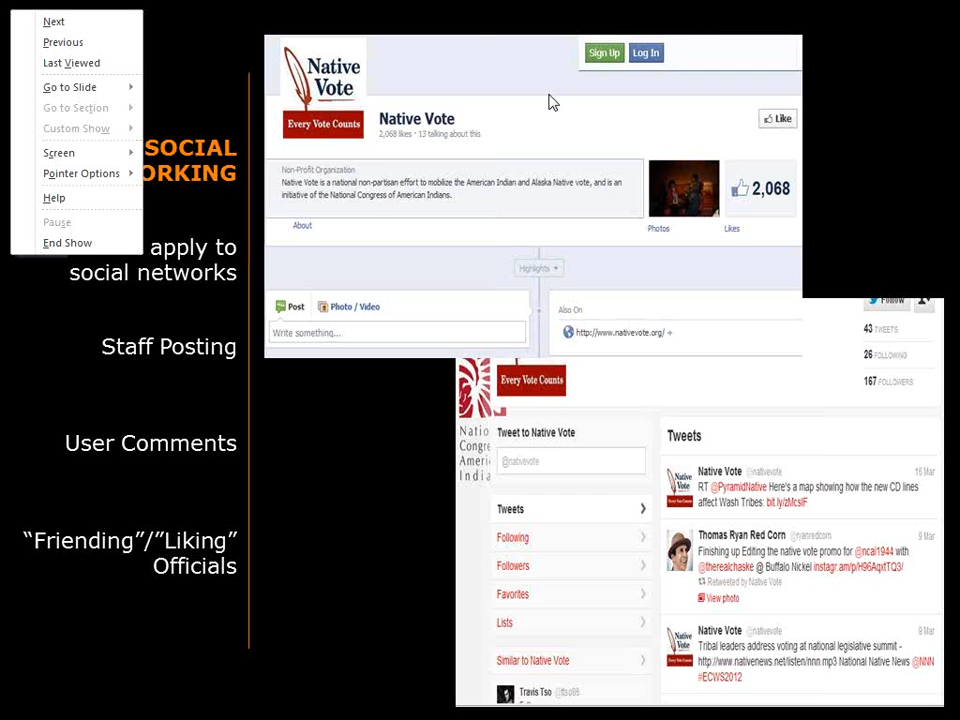 Next
Previous
Last Viewed
Go to Slide
Go to Section
Custom Show
Screen
Pointer Options
Help
Pause
End Show
SOCIAL
ORKING
apply to
social networks
Staff Posting
User Comments
“Friending”/”Liking”
Officials
Sign Up Log In
Native
Vote
Every Vote Counts
Native Vote
2,068 likes · 13 talking about this
Like
Non-Profit Organization
Native Vote is a national non-partisan effort to mobilize the American Indian and Alaska Native vote, and is an
initiative of the National Congress of American Indians.
2,068
About
Photos
Likes
Highlights
Post Photo / Video
Write something...
Also On
http://www.nativevote.org/
Follow
43 TWEETS
26 FOLLOWING
167 FOLLOWERS
Every Vote Counts
Natio
Congre
Ameri
India
Tweet to Native Vote
@nativevote
Tweets
Following
Followers
Favorites
Lists
Similar to Native Vote
Travis Tso @ttso88
Tweets
Native Vote @nativevote 16 Mar
RT @PyramidNative Here's a map showing how the new CD lines
affect Wash Tribes: bit.ly/zMcslF
Thomas Ryan Red Corn @ryanredcorn 9 Mar
Finishing up Editing the native vote promo for @ncai1944 with
@therealchaske @ Buffalo Nickel instagr.am/p/H96AqxtTQ3/
Retweeted by Native Vote
View photo
Native Vote @nativevote 9 Mar
Tribal leaders address voting at national legislative summit -
http://www.nativenews.net/listen/nnn.mp3 National Native News @NNN
#ECWS2012